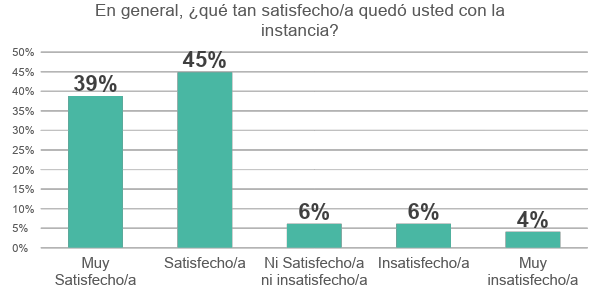 En general, ¿qué tan satisfecho/a quedó usted con la
instancia?
50%
45%
40%
35%
30%
25%
20%
15%
10%
5%
0%
39%
45%
6%
6%
4%
Muy
Satisfecho/a
Satisfecho/a
Ni Satisfecho/a
ni insatisfecho/a
Insatisfecho/a
Muy
insatisfecho/a